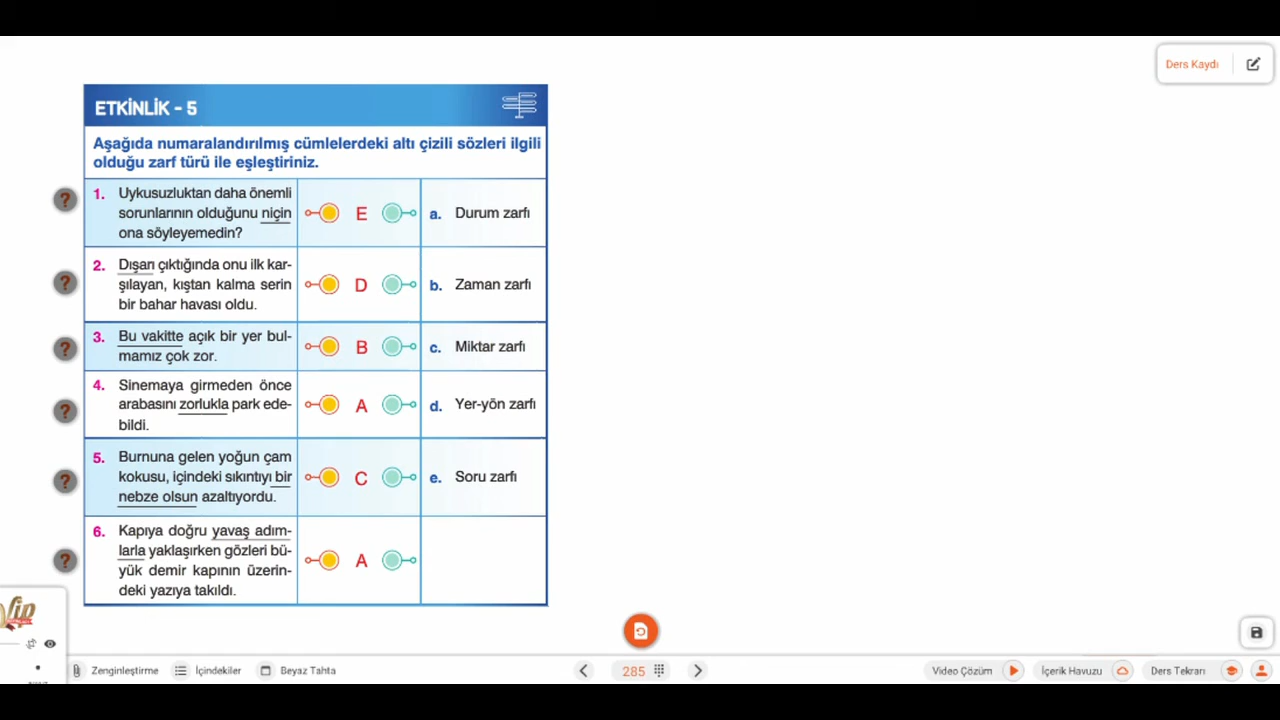 Ders Kaydı
ETKİNLİK - 5
Aşağıda numaralandırılmış cümlelerdeki altı çizili sözleri ilgili
olduğu zarf türü ile eşleştiriniz.
1. Uykusuzluktan daha önemli
sorunlarının olduğunu niçin
ona söyleyemedin?
E
a. Durum zarfı
2. Dışarı çıktığında onu ilk kar-
şılayan, kıştan kalma serin
bir bahar havası oldu.
D
b. Zaman zarfı
3. Bu vakitte açık bir yer bul-
mamız çok zor.
B
c. Miktar zarfı
4. Sinemaya girmeden önce
arabasını zorlukla park ede-
bildi.
A
d. Yer-yön zarfı
5. Burnuna gelen yoğun çam
kokusu, içindeki sıkıntıyı bir
nebze olsun azaltıyordu.
C
e. Soru zarfı
6. Kapıya doğru yavaş adım-
larla yaklaşırken gözleri bü-
yük demir kapının üzerin-
deki yazıya takıldı.
A
Zenginleştirme İçindekiler Beyaz Tahta 285 Video Çözüm İçerik Havuzu Ders Tekrarı